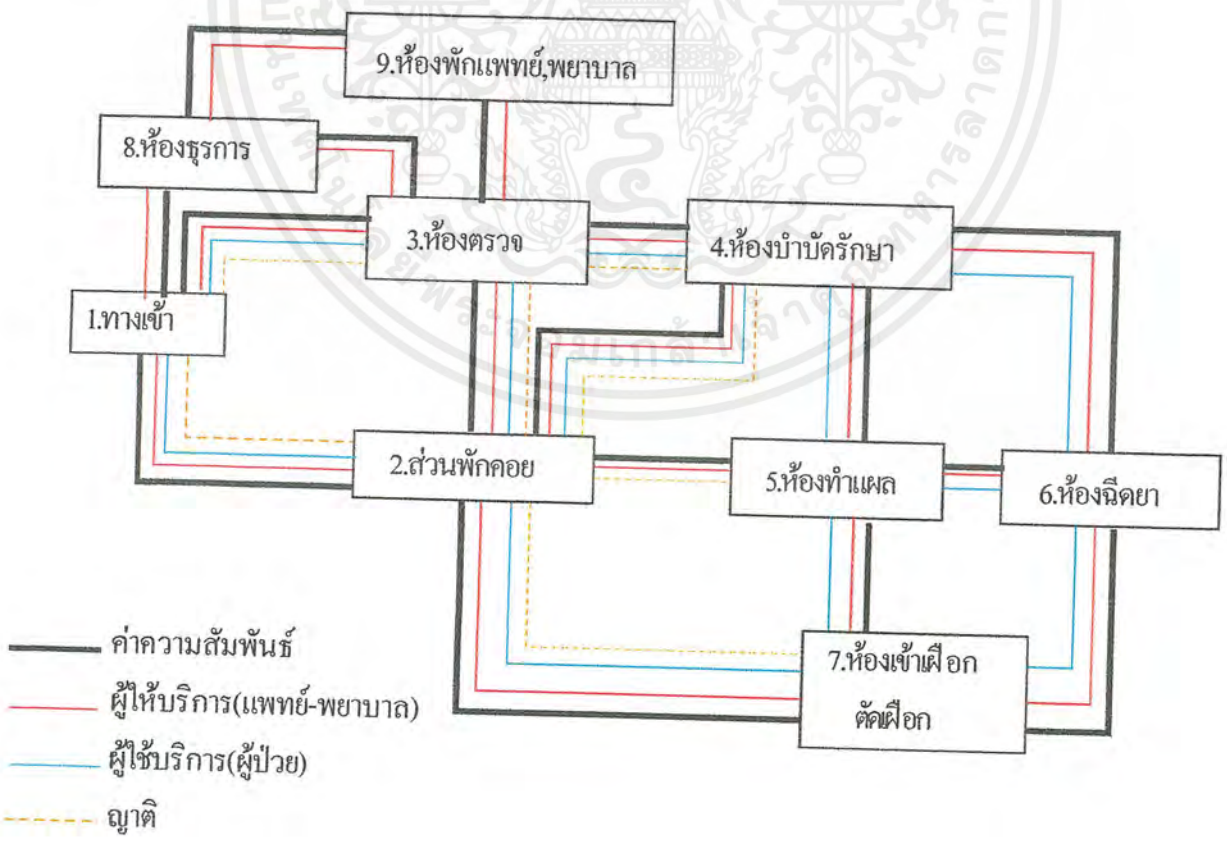 9.ห้องพักแพทย์,พยาบาล
8.ห้องธุรการ
3.ห้องตรวจ
4.ห้องบำบัดรักษา
1.ทางเข้า
2.ส่วนพักคอย
5.ห้องทำแผล
6.ห้องฉีดยา
7.ห้องเข้าเฝือก
ตัดเฝือก
ค่าความสัมพันธ์
ผู้ให้บริการ(แพทย์-พยาบาล)
ผู้ใช้บริการ(ผู้ป่วย)
ญาติ